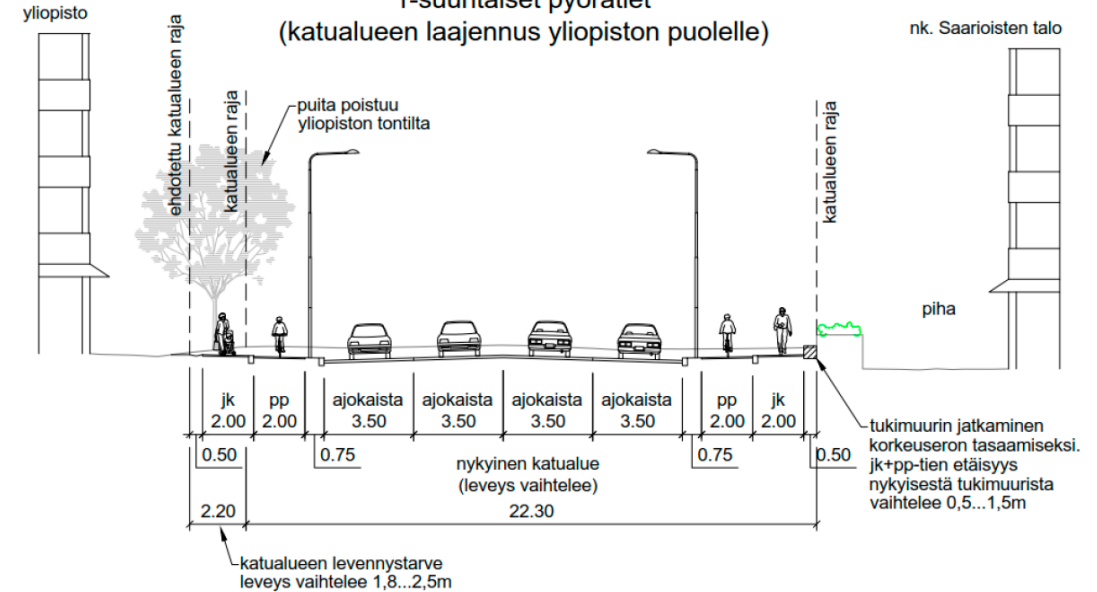 yliopisto
1-suuntaiset pyörätiet
(katualueen laajennus yliopiston puolelle)
nk. Saarioisten talo
ehdotettu katualueen raja
katualueen raja
puita poistuu
yliopiston tontilta
katualueen raja
piha
jk
2.00
pp
2.00
ajokaista
3.50
ajokaista
3.50
ajokaista
3.50
ajokaista
3.50
pp
2.00
jk
2.00
0.50
0.75
0.75
0.50
nykyinen katualue
(leveys vaihtelee)
2.20
22.30
tukimuurin jatkaminen
korkeuseron tasaamiseksi.
jk+pp-tien etäisyys
nykyisestä tukimuurista
vaihtelee 0,5...1,5m
katualueen levennystarve
leveys vaihtelee 1,8...2,5m